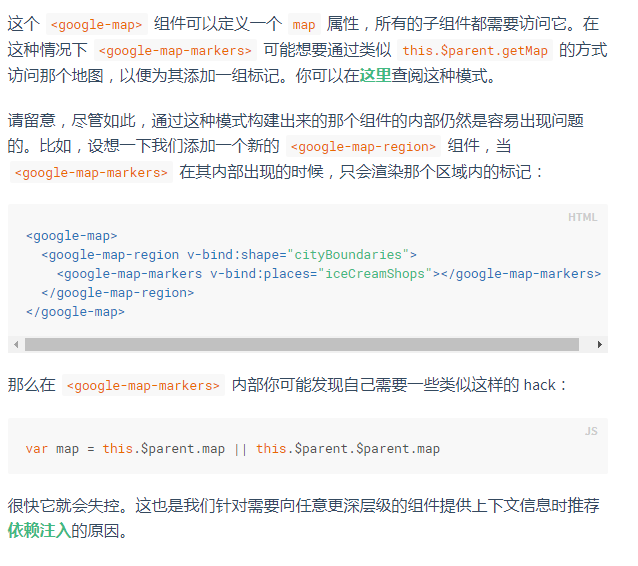 这个 <google-map> 组件可以定义一个 map 属性，所有的子组件都需要访问它。在
这种情况下 <google-map-markers> 可能想要通过类似 this.$parent.getMap 的方式
访问那个地图，以便为其添加一组标记。你可以在这里查阅这种模式。
请留意，尽管如此，通过这种模式构建出来的那个组件的内部仍然是容易出现问题
的。比如，设想一下我们添加一个新的 <google-map-region> 组件，当
<google-map-markers> 在其内部出现的时候，只会渲染那个区域内的标记：
HTML
<google-map>
  <google-map-region v-bind:shape="cityBoundaries">
    <google-map-markers v-bind:places="iceCreamShops"></google-map-markers>
  </google-map-region>
</google-map>
那么在 <google-map-markers> 内部你可能发现自己需要一些类似这样的 hack：
JS
var map = this.$parent.map || this.$parent.$parent.map
很快它就会失控。这也是我们针对需要向任意更深层级的组件提供上下文信息时推荐
依赖注入的原因。